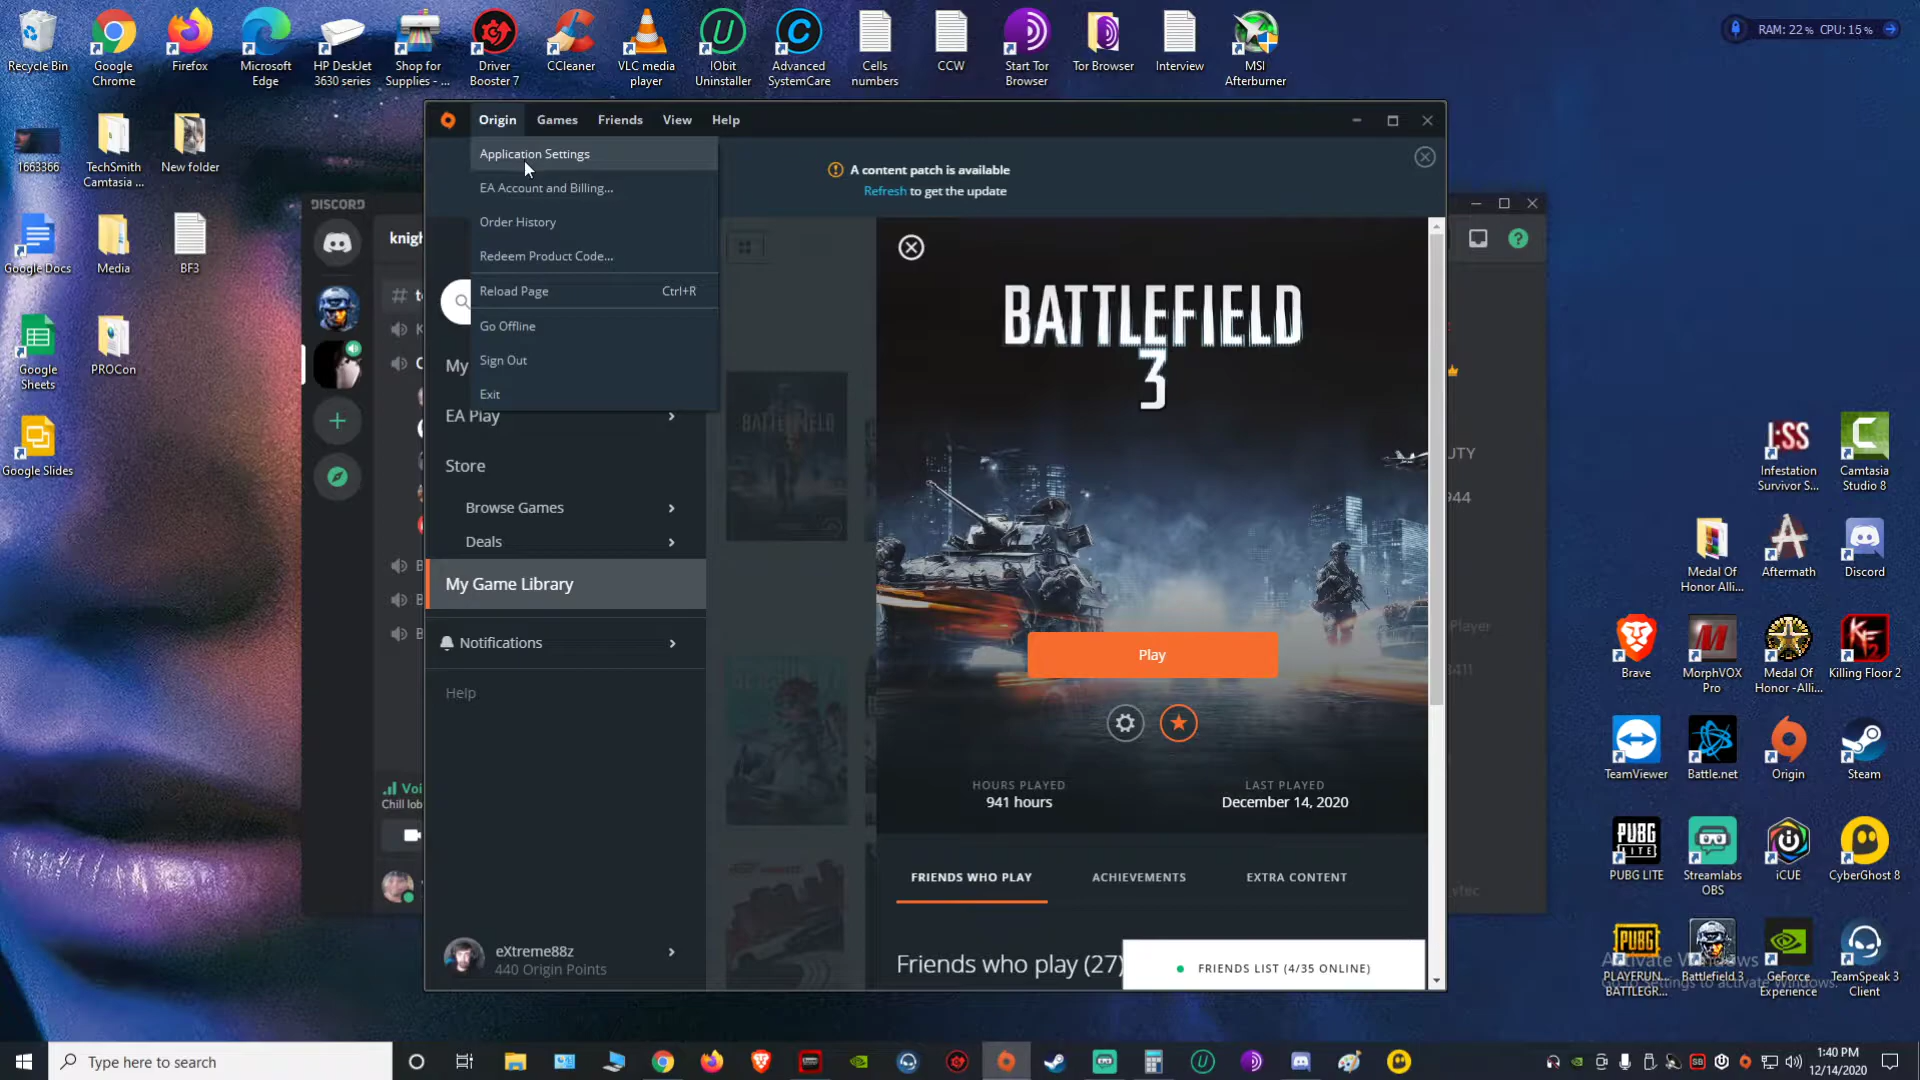 Recycle Bin
Google
Chrome
Firefox
Microsoft
Edge
HP DeskJet
3630 series
Shop for
Supplies - ...
Driver
Booster 7
CCleaner
VLC media
player
IObit
Uninstaller
Advanced
SystemCare
Cells
numbers
CCW
Start Tor
Browser
Tor Browser
Interview
MSI
Afterburner
RAM: 22 % CPU: 15 %
1663366
TechSmith
Camtasia ...
New folder
Google Docs
Media
BF3
Google
Sheets
PROCon
Google Slides
DISCORD
knigh
Origin
Games
Friends
View
Help
Application Settings
EA Account and Billing...
Order History
Redeem Product Code...
Reload Page
Ctrl+R
Go Offline
Sign Out
Exit
A content patch is available
Refresh to get the update
My
EA Play
Store
Browse Games
Deals
My Game Library
Notifications
Help
eXtreme88z
440 Origin Points
Voi
Chill lob
BATTLEFIELD
3
Play
HOURS PLAYED
941 hours
LAST PLAYED
December 14, 2020
FRIENDS WHO PLAY
ACHIEVEMENTS
EXTRA CONTENT
Friends who play (27)
FRIENDS LIST (4/35 ONLINE)
UTY
944
Player
3411
Infestation
Survivor S...
Camtasia
Studio 8
Medal Of
Honor Alli...
Aftermath
Discord
Brave
MorphVOX
Pro
Medal Of
Honor -Alli...
Killing Floor 2
TeamViewer
Battle.net
Origin
Steam
PUBG LITE
Streamlabs
OBS
iCUE
CyberGhost 8
PLAYERUN...
BATTLEGR...
Battlefield 3
GeForce
Experience
TeamSpeak 3
Client
Activate Windows
Go to Settings to activate Windows.
Type here to search
1:40 PM
12/14/2020